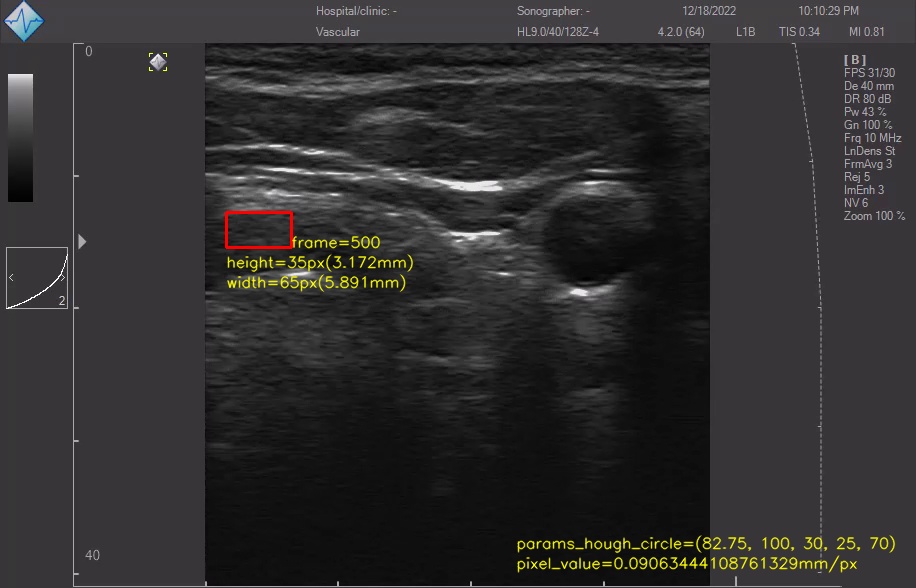 Hospital/clinic: - Sonographer: - 12/18/2022 10:10:29 PM
Vascular HL9.0/40/128Z-4 4.2.0 (64) L1B TIS 0.34 MI 0.81
0
[ B ]
FPS 31/30
De 40 mm
DR 80 dB
Pw 43 %
Gn 100 %
Frq 10 MHz
LnDens St
FrmAvg 3
Rej 5
ImEnh 3
NV 6
Zoom 100 %
frame=500
height=35px(3.172mm)
width=65px(5.891mm)
2
params_hough_circle=(82.75, 100, 30, 25, 70)
40
pixel_value=0.09063444108761329mm/px